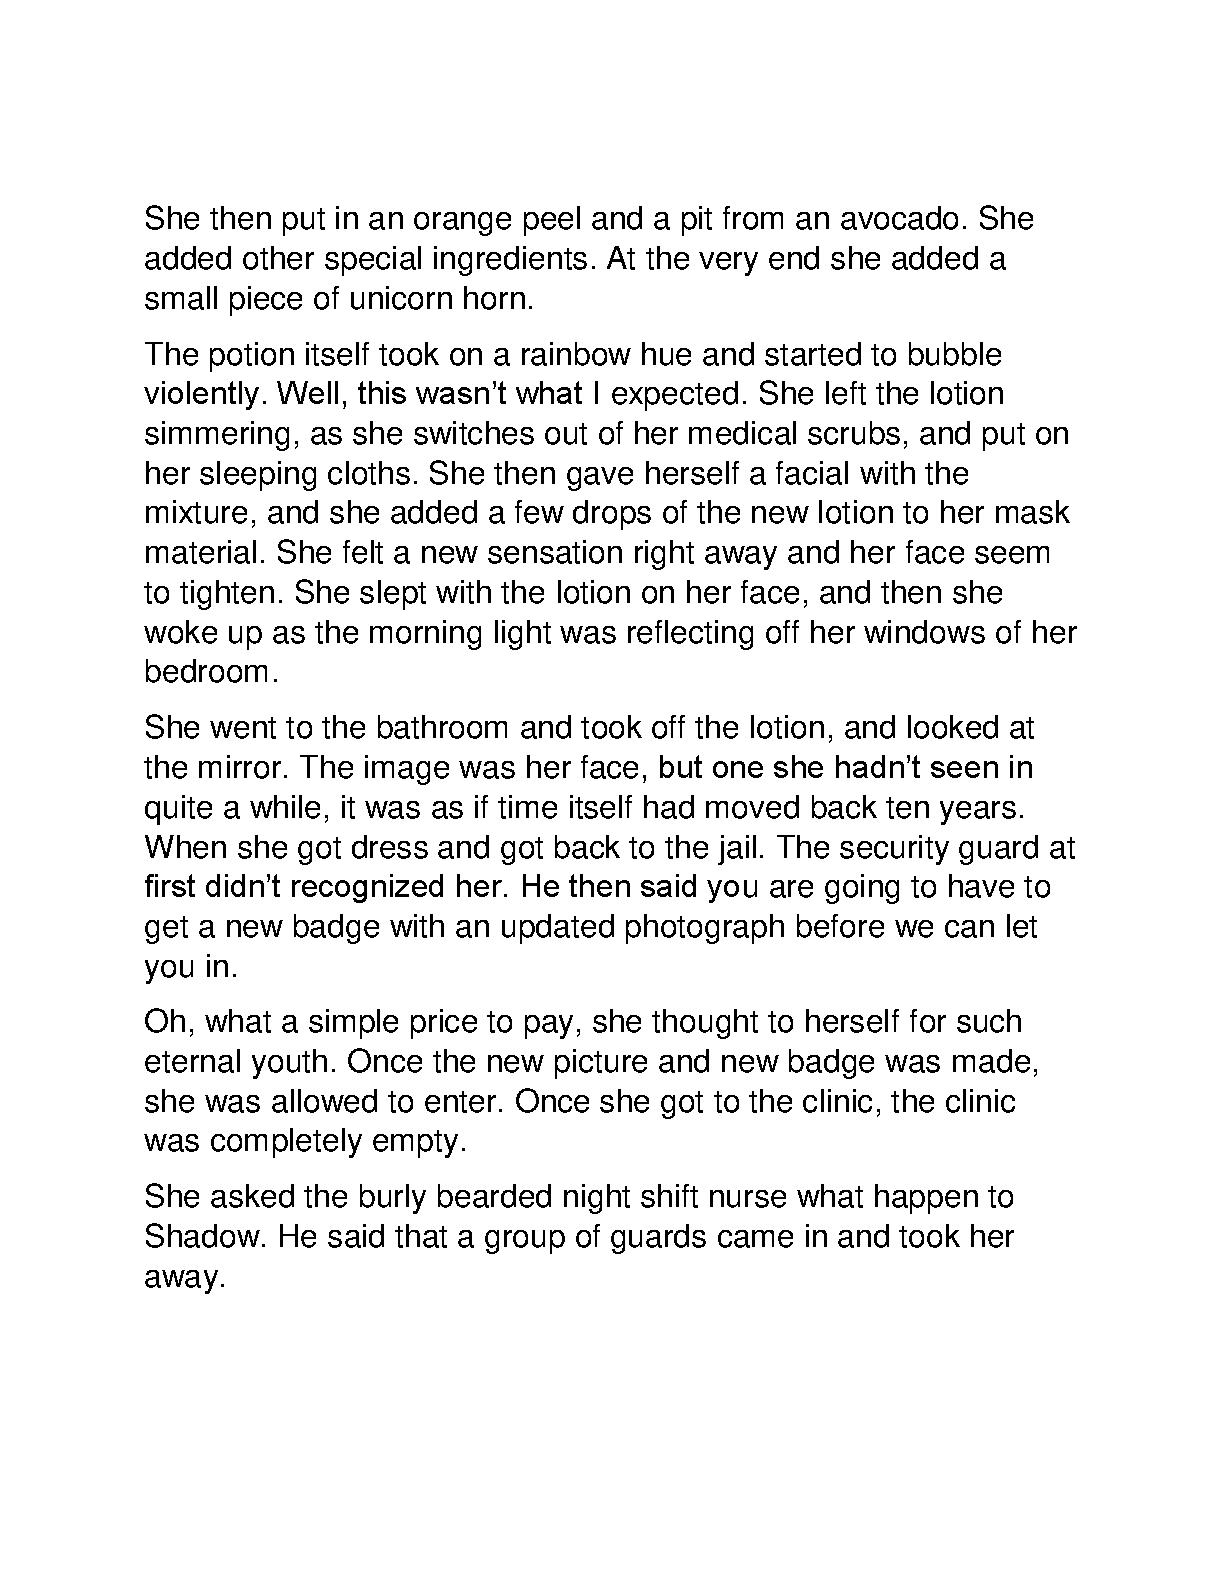 She then put in an orange peel and a pit from an avocado. She
added other special ingredients. At the very end she added a
small piece of unicorn horn.
The potion itself took on a rainbow hue and started to bubble
violently. Well, this wasn’t what I expected. She left the lotion
simmering, as she switches out of her medical scrubs, and put on
her sleeping cloths. She then gave herself a facial with the
mixture, and she added a few drops of the new lotion to her mask
material. She felt a new sensation right away and her face seem
to tighten. She slept with the lotion on her face, and then she
woke up as the morning light was reflecting off her windows of her
bedroom.
She went to the bathroom and took off the lotion, and looked at
the mirror. The image was her face, but one she hadn’t seen in
quite a while, it was as if time itself had moved back ten years.
When she got dress and got back to the jail. The security guard at
first didn’t recognized her. He then said you are going to have to
get a new badge with an updated photograph before we can let
you in.
Oh, what a simple price to pay, she thought to herself for such
eternal youth. Once the new picture and new badge was made,
she was allowed to enter. Once she got to the clinic, the clinic
was completely empty.
She asked the burly bearded night shift nurse what happen to
Shadow. He said that a group of guards came in and took her
away.